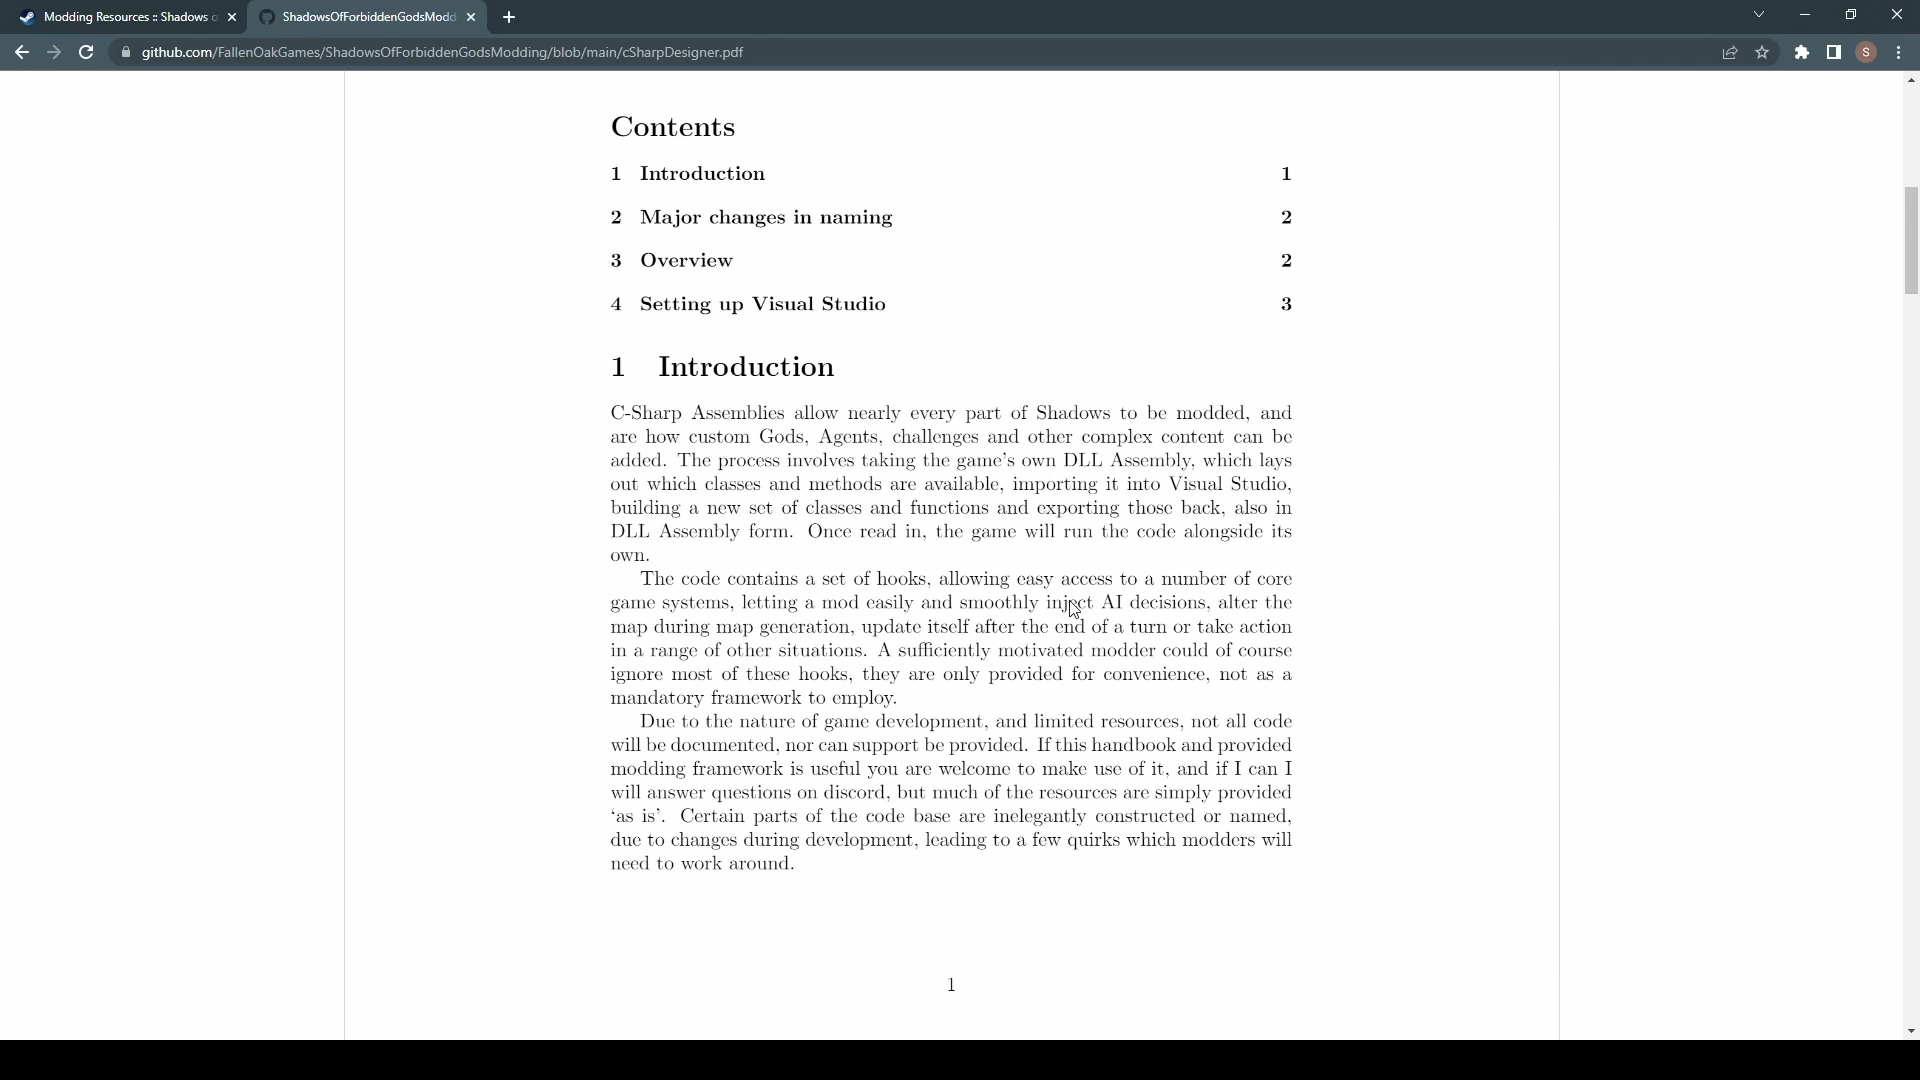 Modding Resources :: Shadows o
ShadowsOfForbiddenGodsModd
github.com/FallenOakGames/ShadowsOfForbiddenGodsModding/blob/main/cSharpDesigner.pdf
S
Contents
1 Introduction 1
2 Major changes in naming 2
3 Overview 2
4 Setting up Visual Studio 3
1 Introduction
C-Sharp Assemblies allow nearly every part of Shadows to be modded, and
are how custom Gods, Agents, challenges and other complex content can be
added. The process involves taking the game's own DLL Assembly, which lays
out which classes and methods are available, importing it into Visual Studio,
building a new set of classes and functions and exporting those back, also in
DLL Assembly form. Once read in, the game will run the code alongside its
own.
The code contains a set of hooks, allowing easy access to a number of core
game systems, letting a mod easily and smoothly inject AI decisions, alter the
map during map generation, update itself after the end of a turn or take action
in a range of other situations. A sufficiently motivated modder could of course
ignore most of these hooks, they are only provided for convenience, not as a
mandatory framework to employ.
Due to the nature of game development, and limited resources, not all code
will be documented, nor can support be provided. If this handbook and provided
modding framework is useful you are welcome to make use of it, and if I can I
will answer questions on discord, but much of the resources are simply provided
‘as is’. Certain parts of the code base are inelegantly constructed or named,
due to changes during development, leading to a few quirks which modders will
need to work around.
1